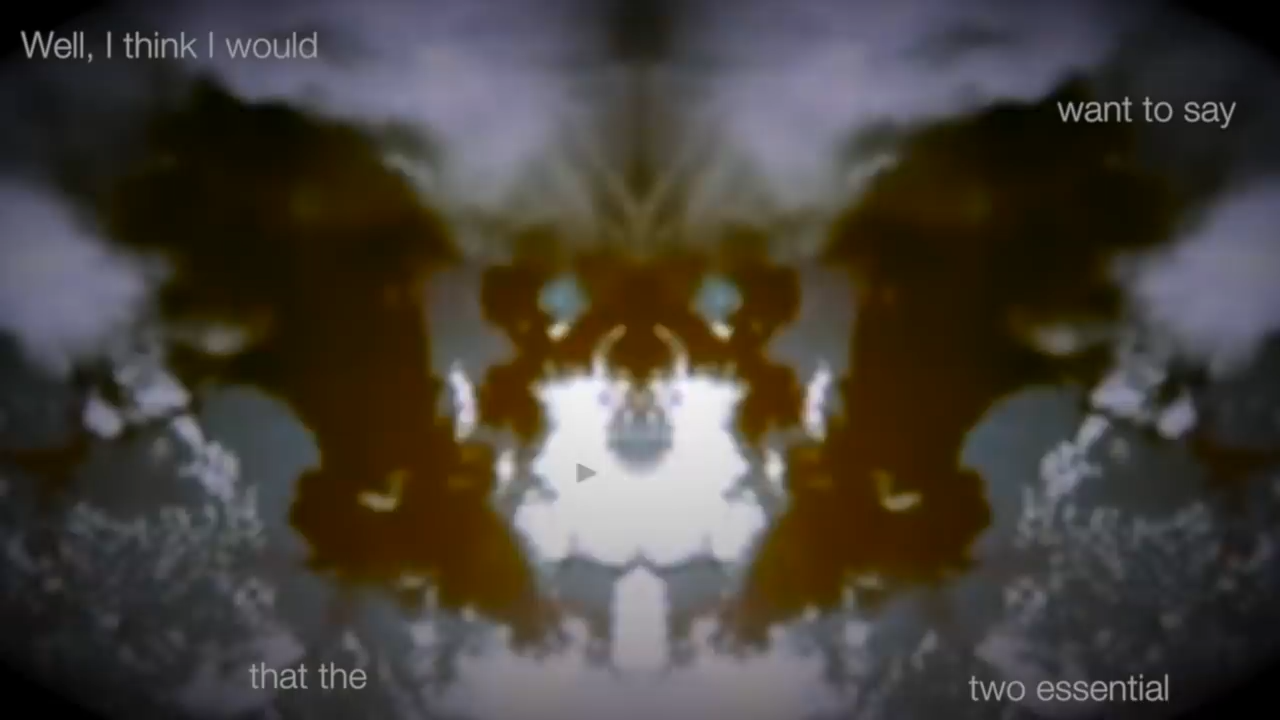 Well, I think I would
want to say
that the
two essential